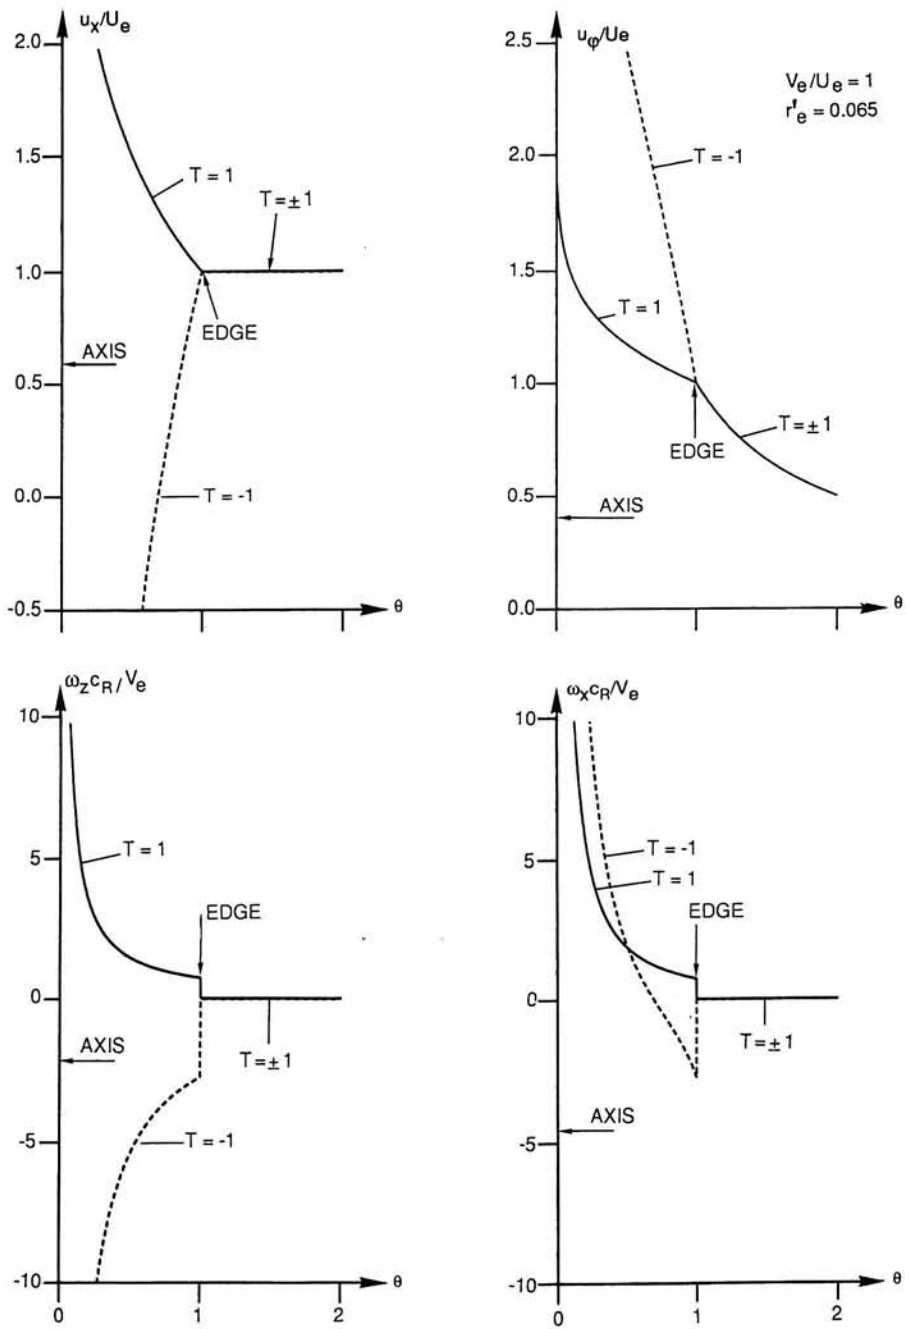 u_x/U_e
2.0
1.5
1.0
0.5
0.0
-0.5
T = 1
T = ± 1
EDGE
AXIS
T = -1
θ
u_φ/U_e
2.5
2.0
1.5
1.0
0.5
0.0
V_e/U_e = 1
r'_e = 0.065
T = -1
T = 1
T = ± 1
EDGE
AXIS
θ
ω_z c_R / V_e
10
5
0
-5
-10
T = 1
EDGE
AXIS
T = ± 1
T = -1
θ
0
1
2
ω_x c_R / V_e
10
5
0
-5
-10
T = -1
T = 1
EDGE
T = ± 1
AXIS
θ
0
1
2